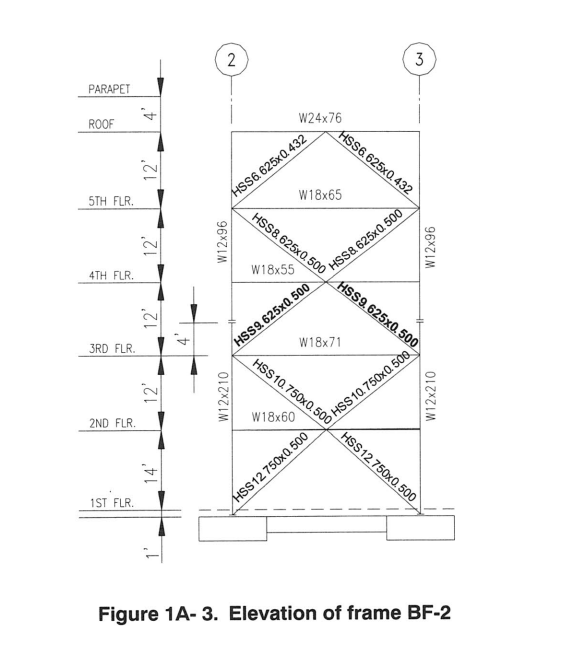 2
3
PARAPET
4'
ROOF
W24x76
HSS6.625x0.432
HSS6.625x0.432
12'
5TH FLR.
W18x65
HSS8.625x0.500
HSS8.625x0.500
W12x96
W12x96
12'
4TH FLR.
W18x55
HSS9.625x0.500
HSS9.625x0.500
12'
4'
3RD FLR.
W18x71
HSS10.750x0.500
HSS10.750x0.500
W12x210
W12x210
12'
2ND FLR.
W18x60
HSS12.750x0.500
HSS12.750x0.500
14'
1ST FLR.
1'
Figure 1A- 3. Elevation of frame BF-2